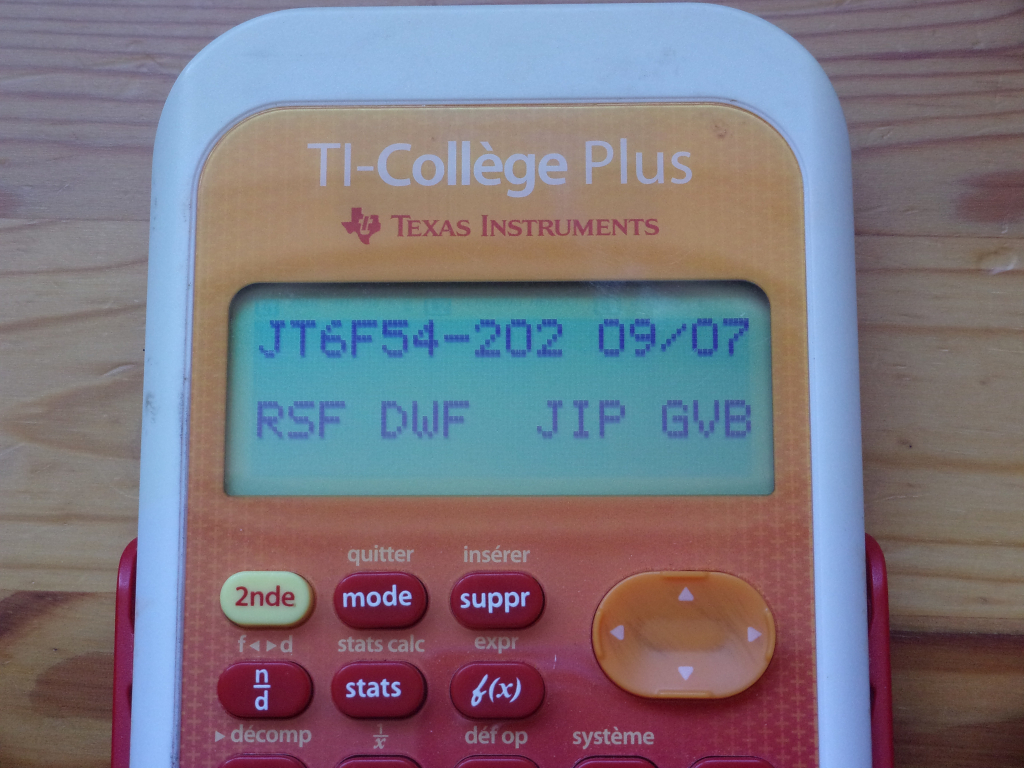 TI-Collège Plus
TEXAS INSTRUMENTS
JT6F54-202 09/07
RSF DWF JIP GVB
quitter insérer
2nde mode suppr
f◄►d stats calc expr
n/d stats f(x)
►décomp 1/x déf op système